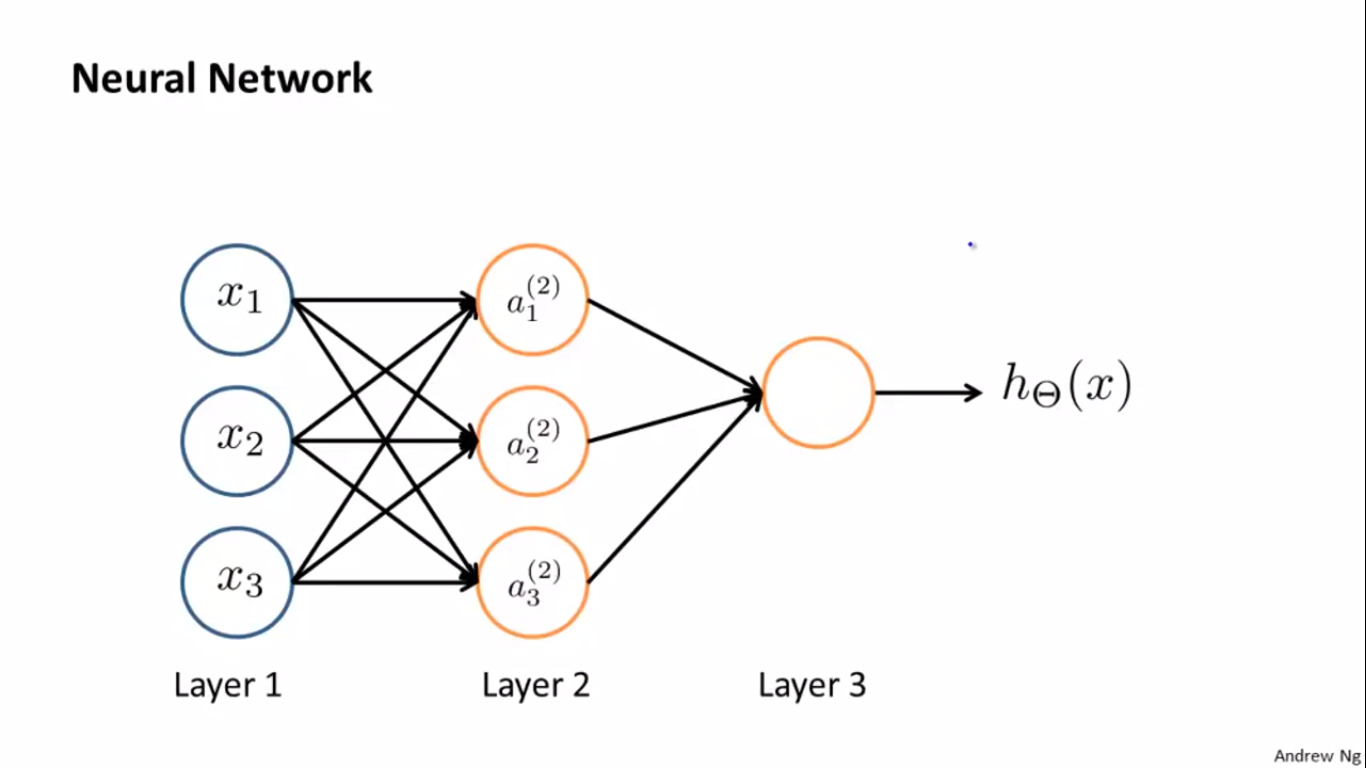 Neural Network
x₁
a₁⁽²⁾
h_Θ(x)
x₂
a₂⁽²⁾
x₃
a₃⁽²⁾
Layer 1
Layer 2
Layer 3
Andrew Ng